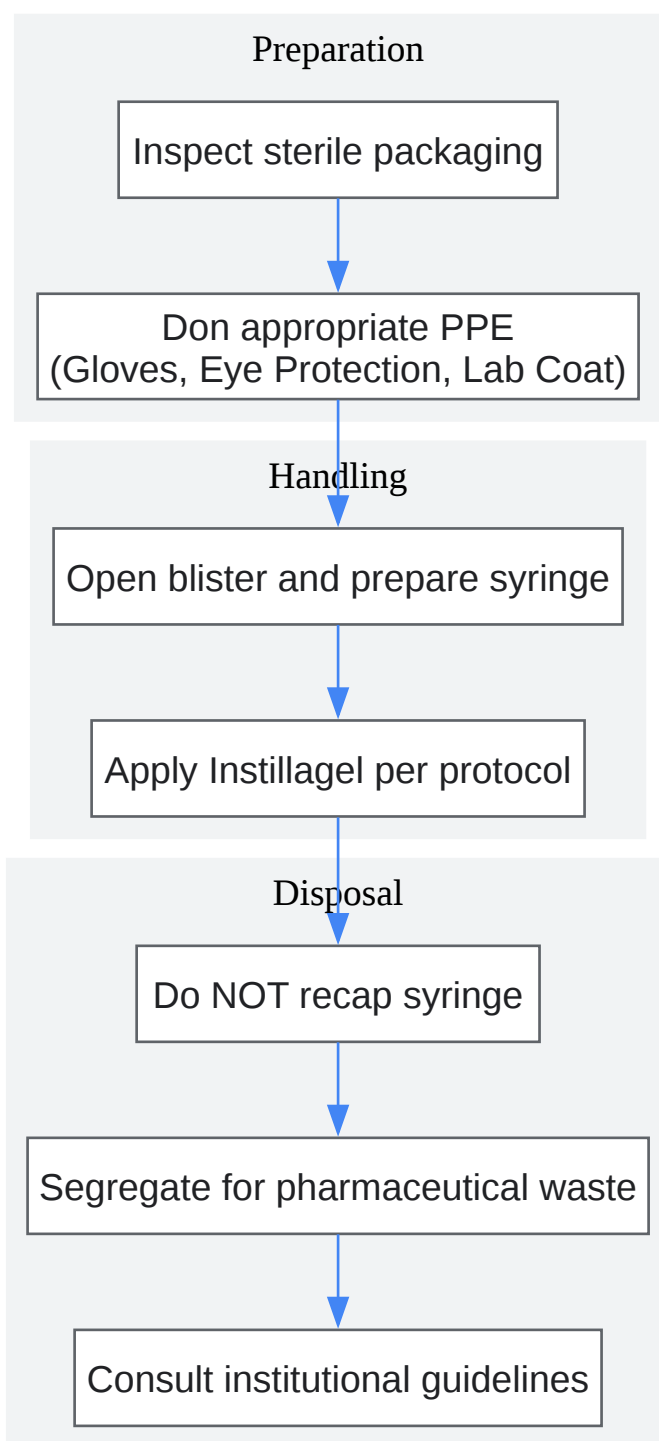 Preparation
Inspect sterile packaging
Don appropriate PPE
(Gloves, Eye Protection, Lab Coat)
Handling
Open blister and prepare syringe
Apply Instillagel per protocol
Disposal
Do NOT recap syringe
Segregate for pharmaceutical waste
Consult institutional guidelines